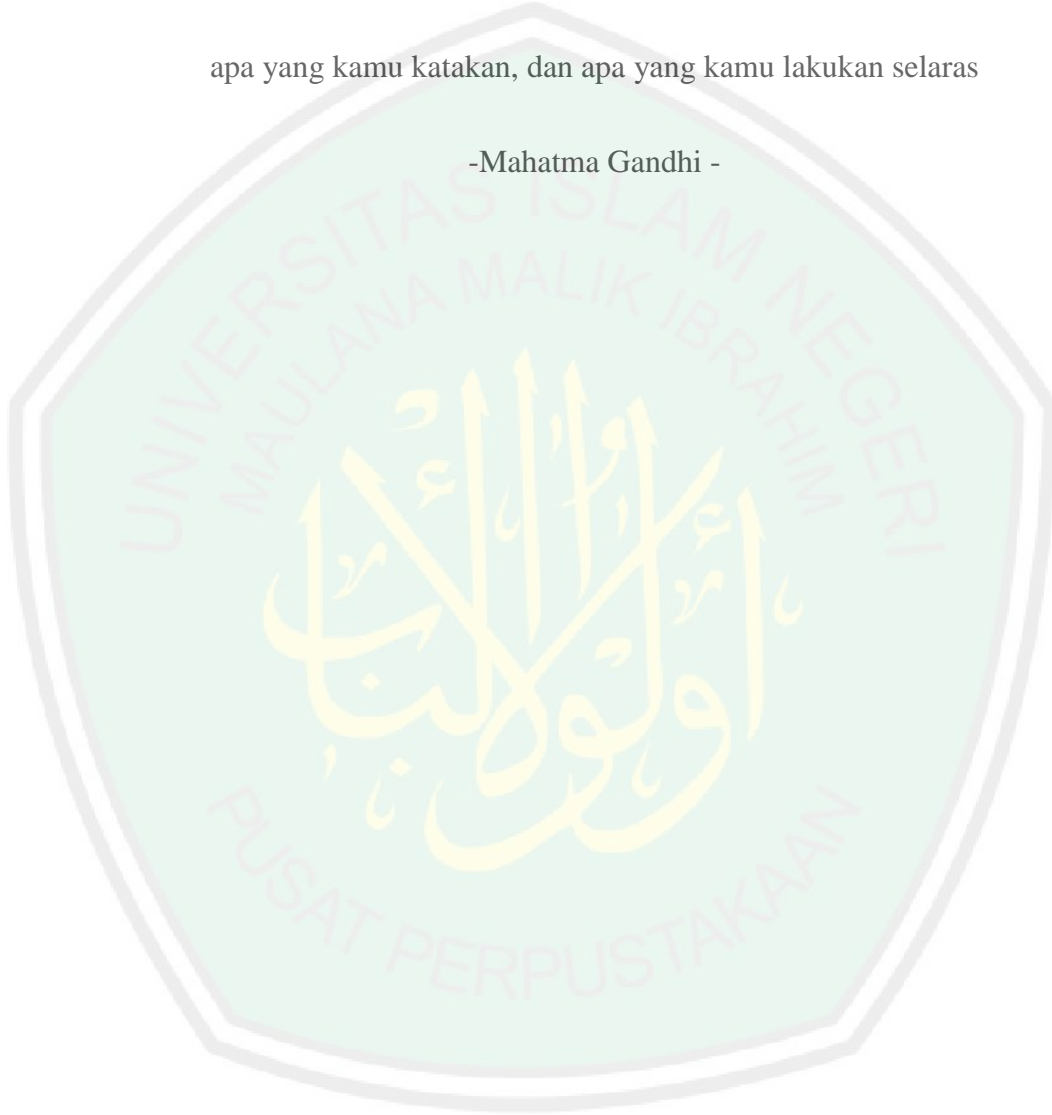 apa yang kamu katakan, dan apa yang kamu lakukan selaras
-Mahatma Gandhi -
UNIVERSITAS ISLAM NEGERI
MAULANA MALIK IBRAHIM
أولوا الألباب
PUSAT PERPUSTAKAAN